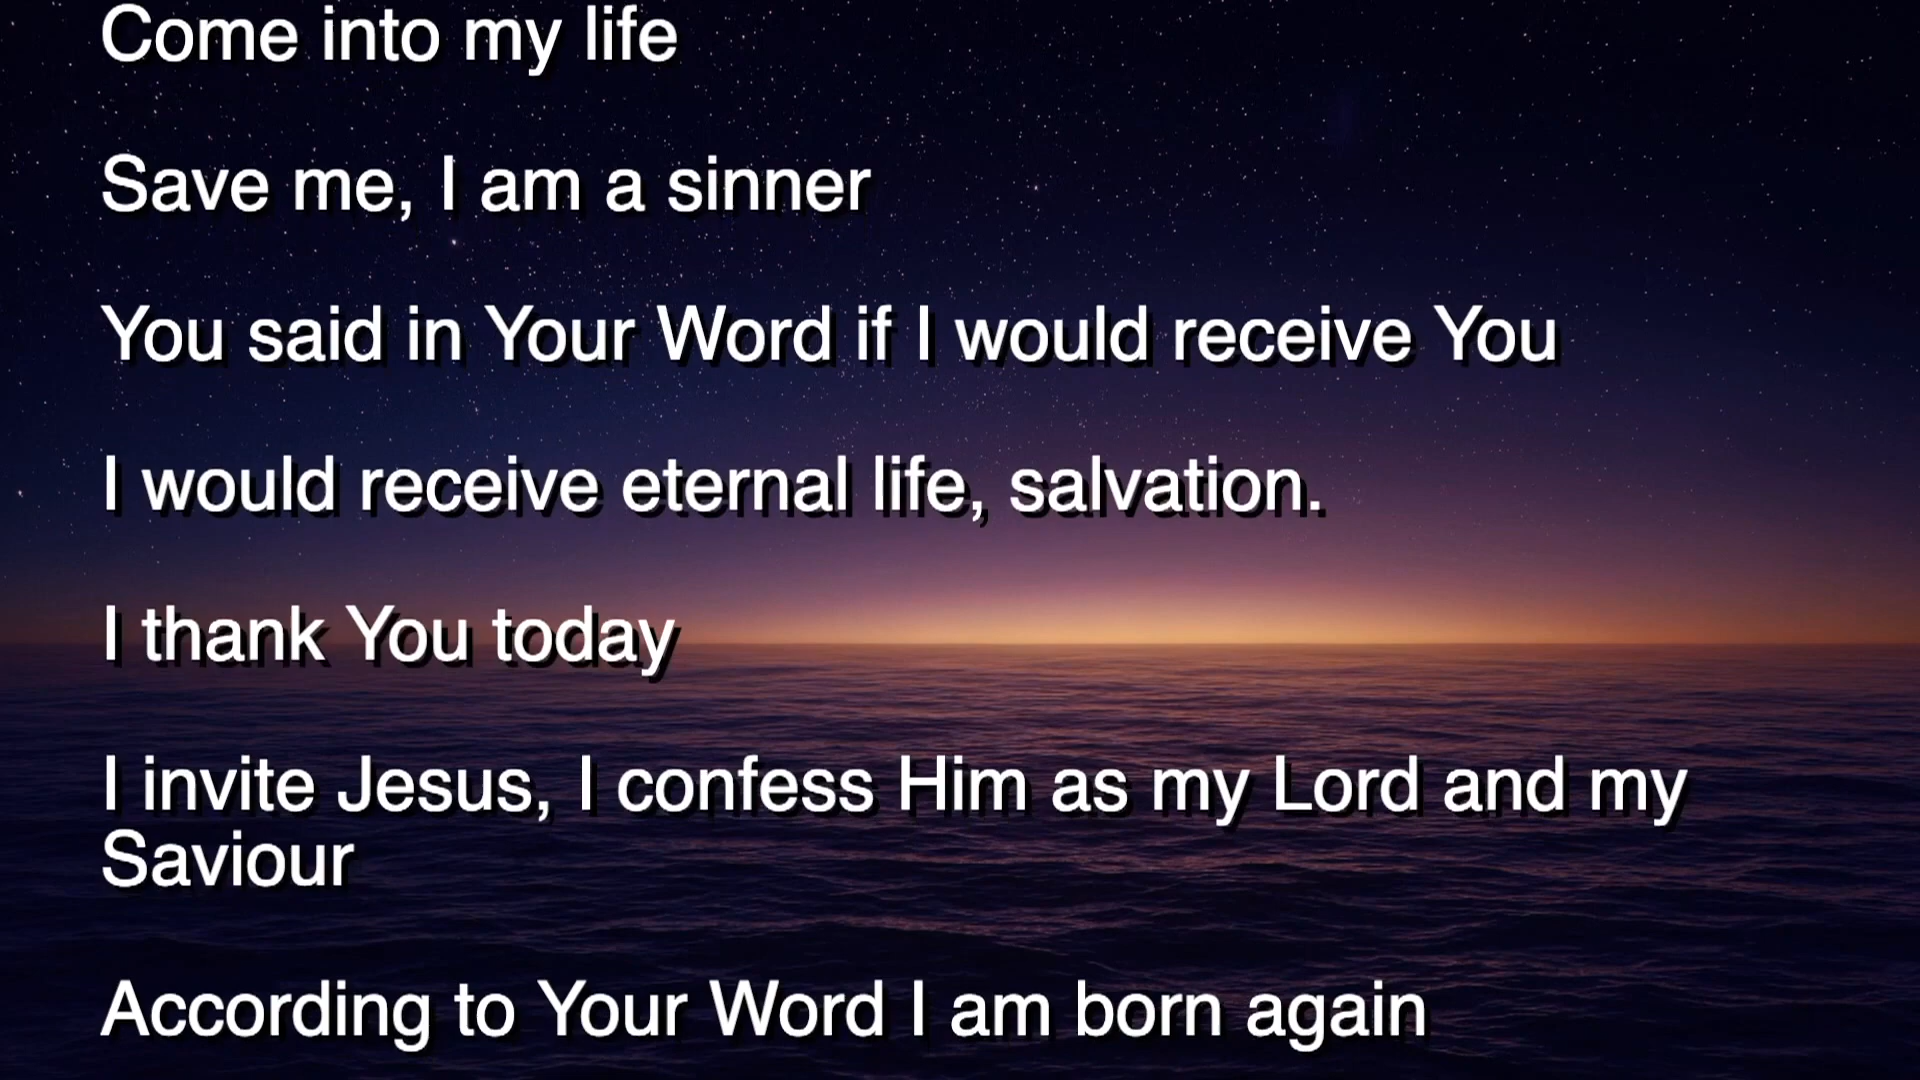 Come into my life
Save me, I am a sinner
You said in Your Word if I would receive You
I would receive eternal life, salvation.
I thank You today
I invite Jesus, I confess Him as my Lord and my
Saviour
According to Your Word I am born again